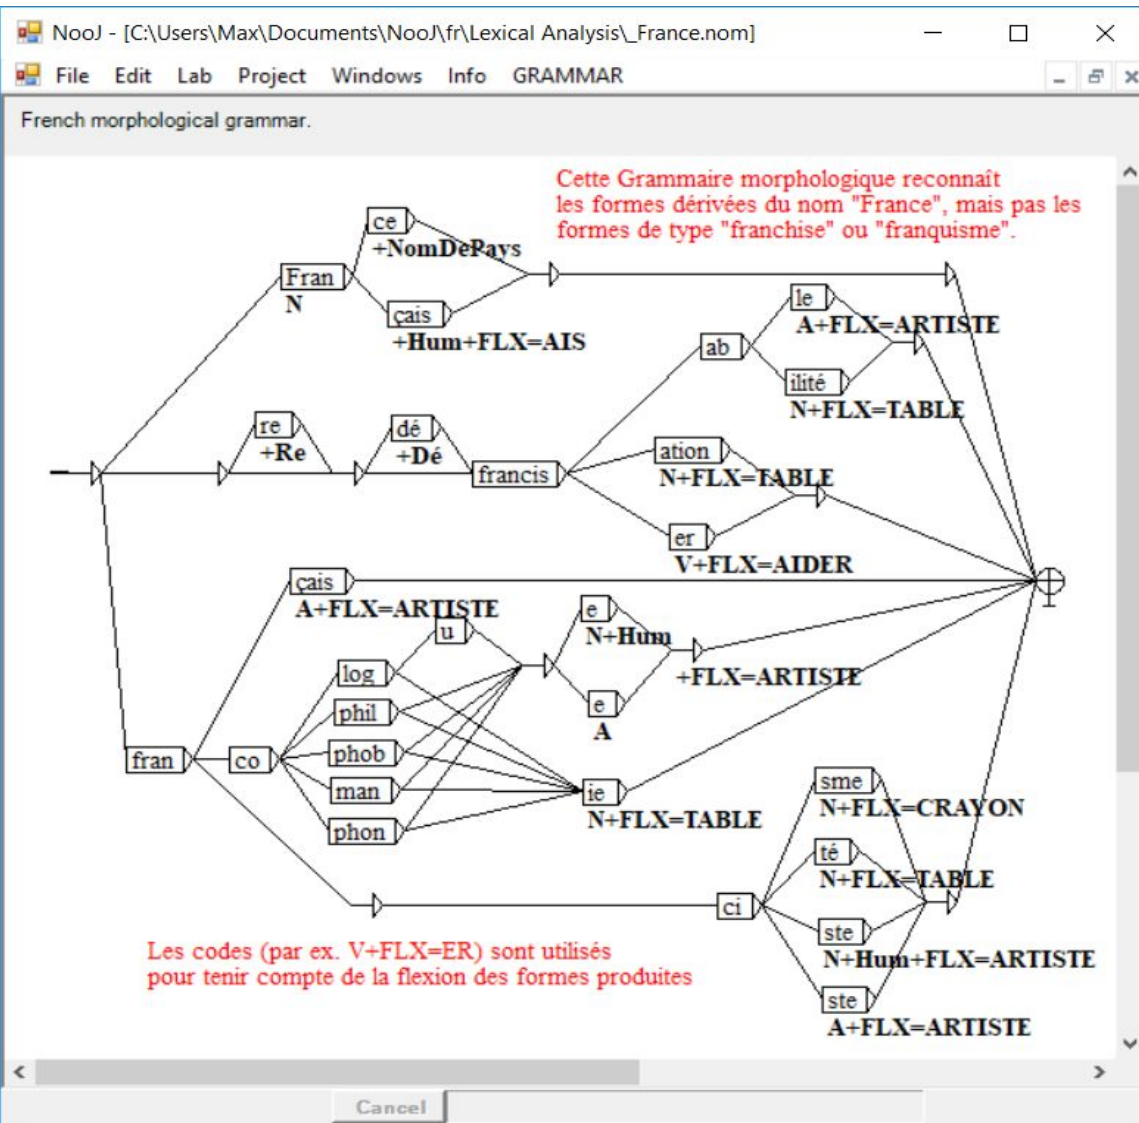 NooJ - [C:\Users\Max\Documents\NooJ\fr\Lexical Analysis\_France.nom]
File Edit Lab Project Windows Info GRAMMAR
French morphological grammar.
Cette Grammaire morphologique reconnaît
les formes dérivées du nom "France", mais pas les
formes de type "franchise" ou "franquisme".
ce
+NomDePays
Fran
N
çais
+Hum+FLX=AIS
le
A+FLX=ARTISTE
ab
ilité
N+FLX=TABLE
re
+Re
dé
+Dé
francis
ation
N+FLX=TABLE
er
V+FLX=AIDER
çais
A+FLX=ARTISTE
u
e
N+Hum
+FLX=ARTISTE
e
A
log
phil
phob
man
phon
fran
co
ie
N+FLX=TABLE
sme
N+FLX=CRAYON
té
N+FLX=TABLE
ci
ste
N+Hum+FLX=ARTISTE
ste
A+FLX=ARTISTE
Les codes (par ex. V+FLX=ER) sont utilisés
pour tenir compte de la flexion des formes produites
Cancel